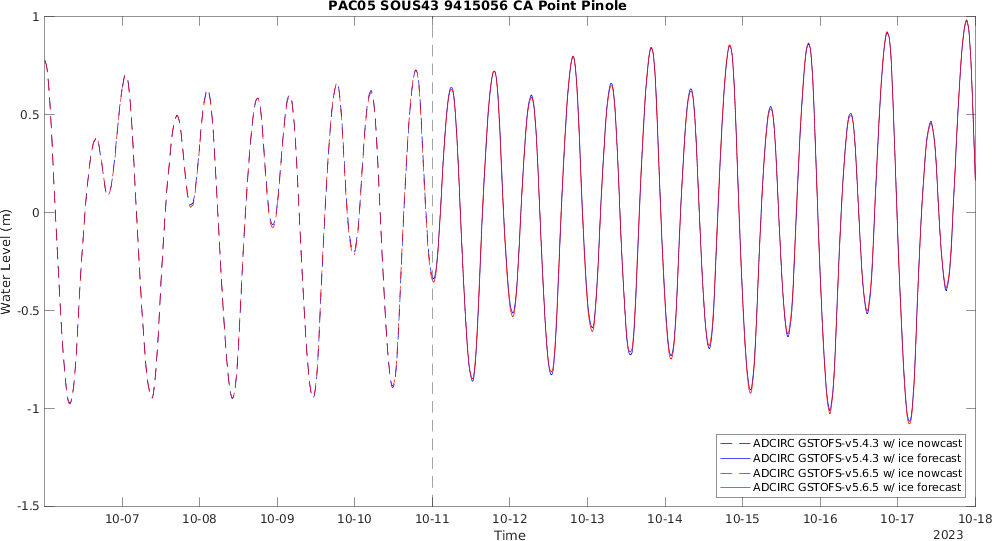 PAC05 SOUS43 9415056 CA Point Pinole
1
0.5
0
-0.5
-1
-1.5
Water Level (m)
10-07 10-08 10-09 10-10 10-11 10-12 10-13 10-14 10-15 10-16 10-17 10-18
Time
2023
ADCIRC GSTOFS-v5.4.3 w/ ice nowcast
ADCIRC GSTOFS-v5.4.3 w/ ice forecast
ADCIRC GSTOFS-v5.6.5 w/ ice nowcast
ADCIRC GSTOFS-v5.6.5 w/ ice forecast